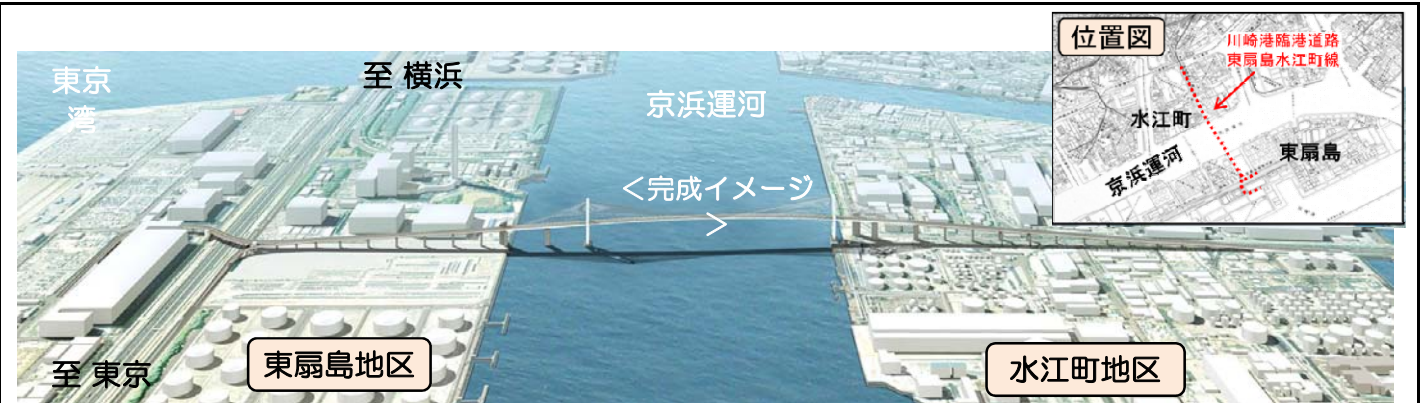 東京
湾
至 横浜
京浜運河
<完成イメージ
>
至 東京
東扇島地区
水江町地区
位置図
川崎港臨港道路
東扇島水江町線
水江町
東扇島
京浜運河